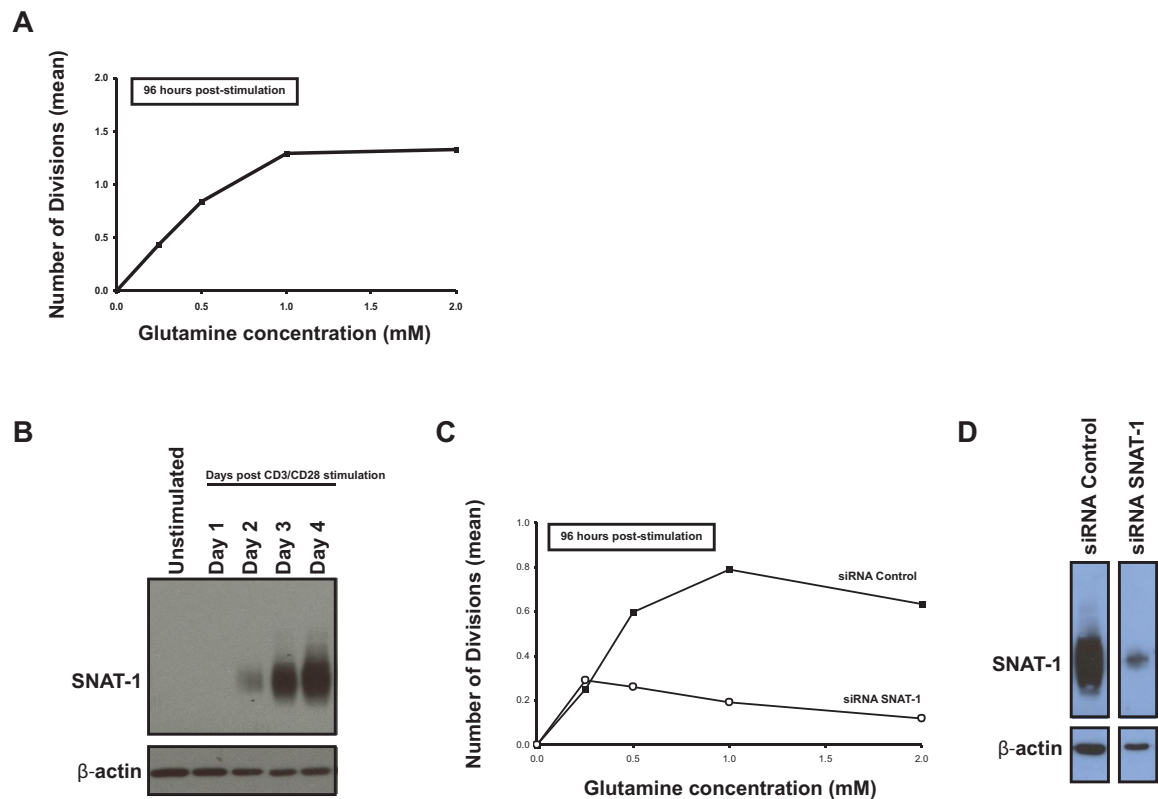 A
Number of Divisions (mean)
2.0
1.5
1.0
0.5
0.0
96 hours post-stimulation
0.0
0.5
1.0
1.5
2.0
Glutamine concentration (mM)
B
Unstimulated
Days post CD3/CD28 stimulation
Day 1
Day 2
Day 3
Day 4
SNAT-1
β-actin
C
Number of Divisions (mean)
1.0
0.8
0.6
0.4
0.2
0.0
96 hours post-stimulation
siRNA Control
siRNA SNAT-1
0.0
0.5
1.0
1.5
2.0
Glutamine concentration (mM)
D
siRNA Control
siRNA SNAT-1
SNAT-1
β-actin